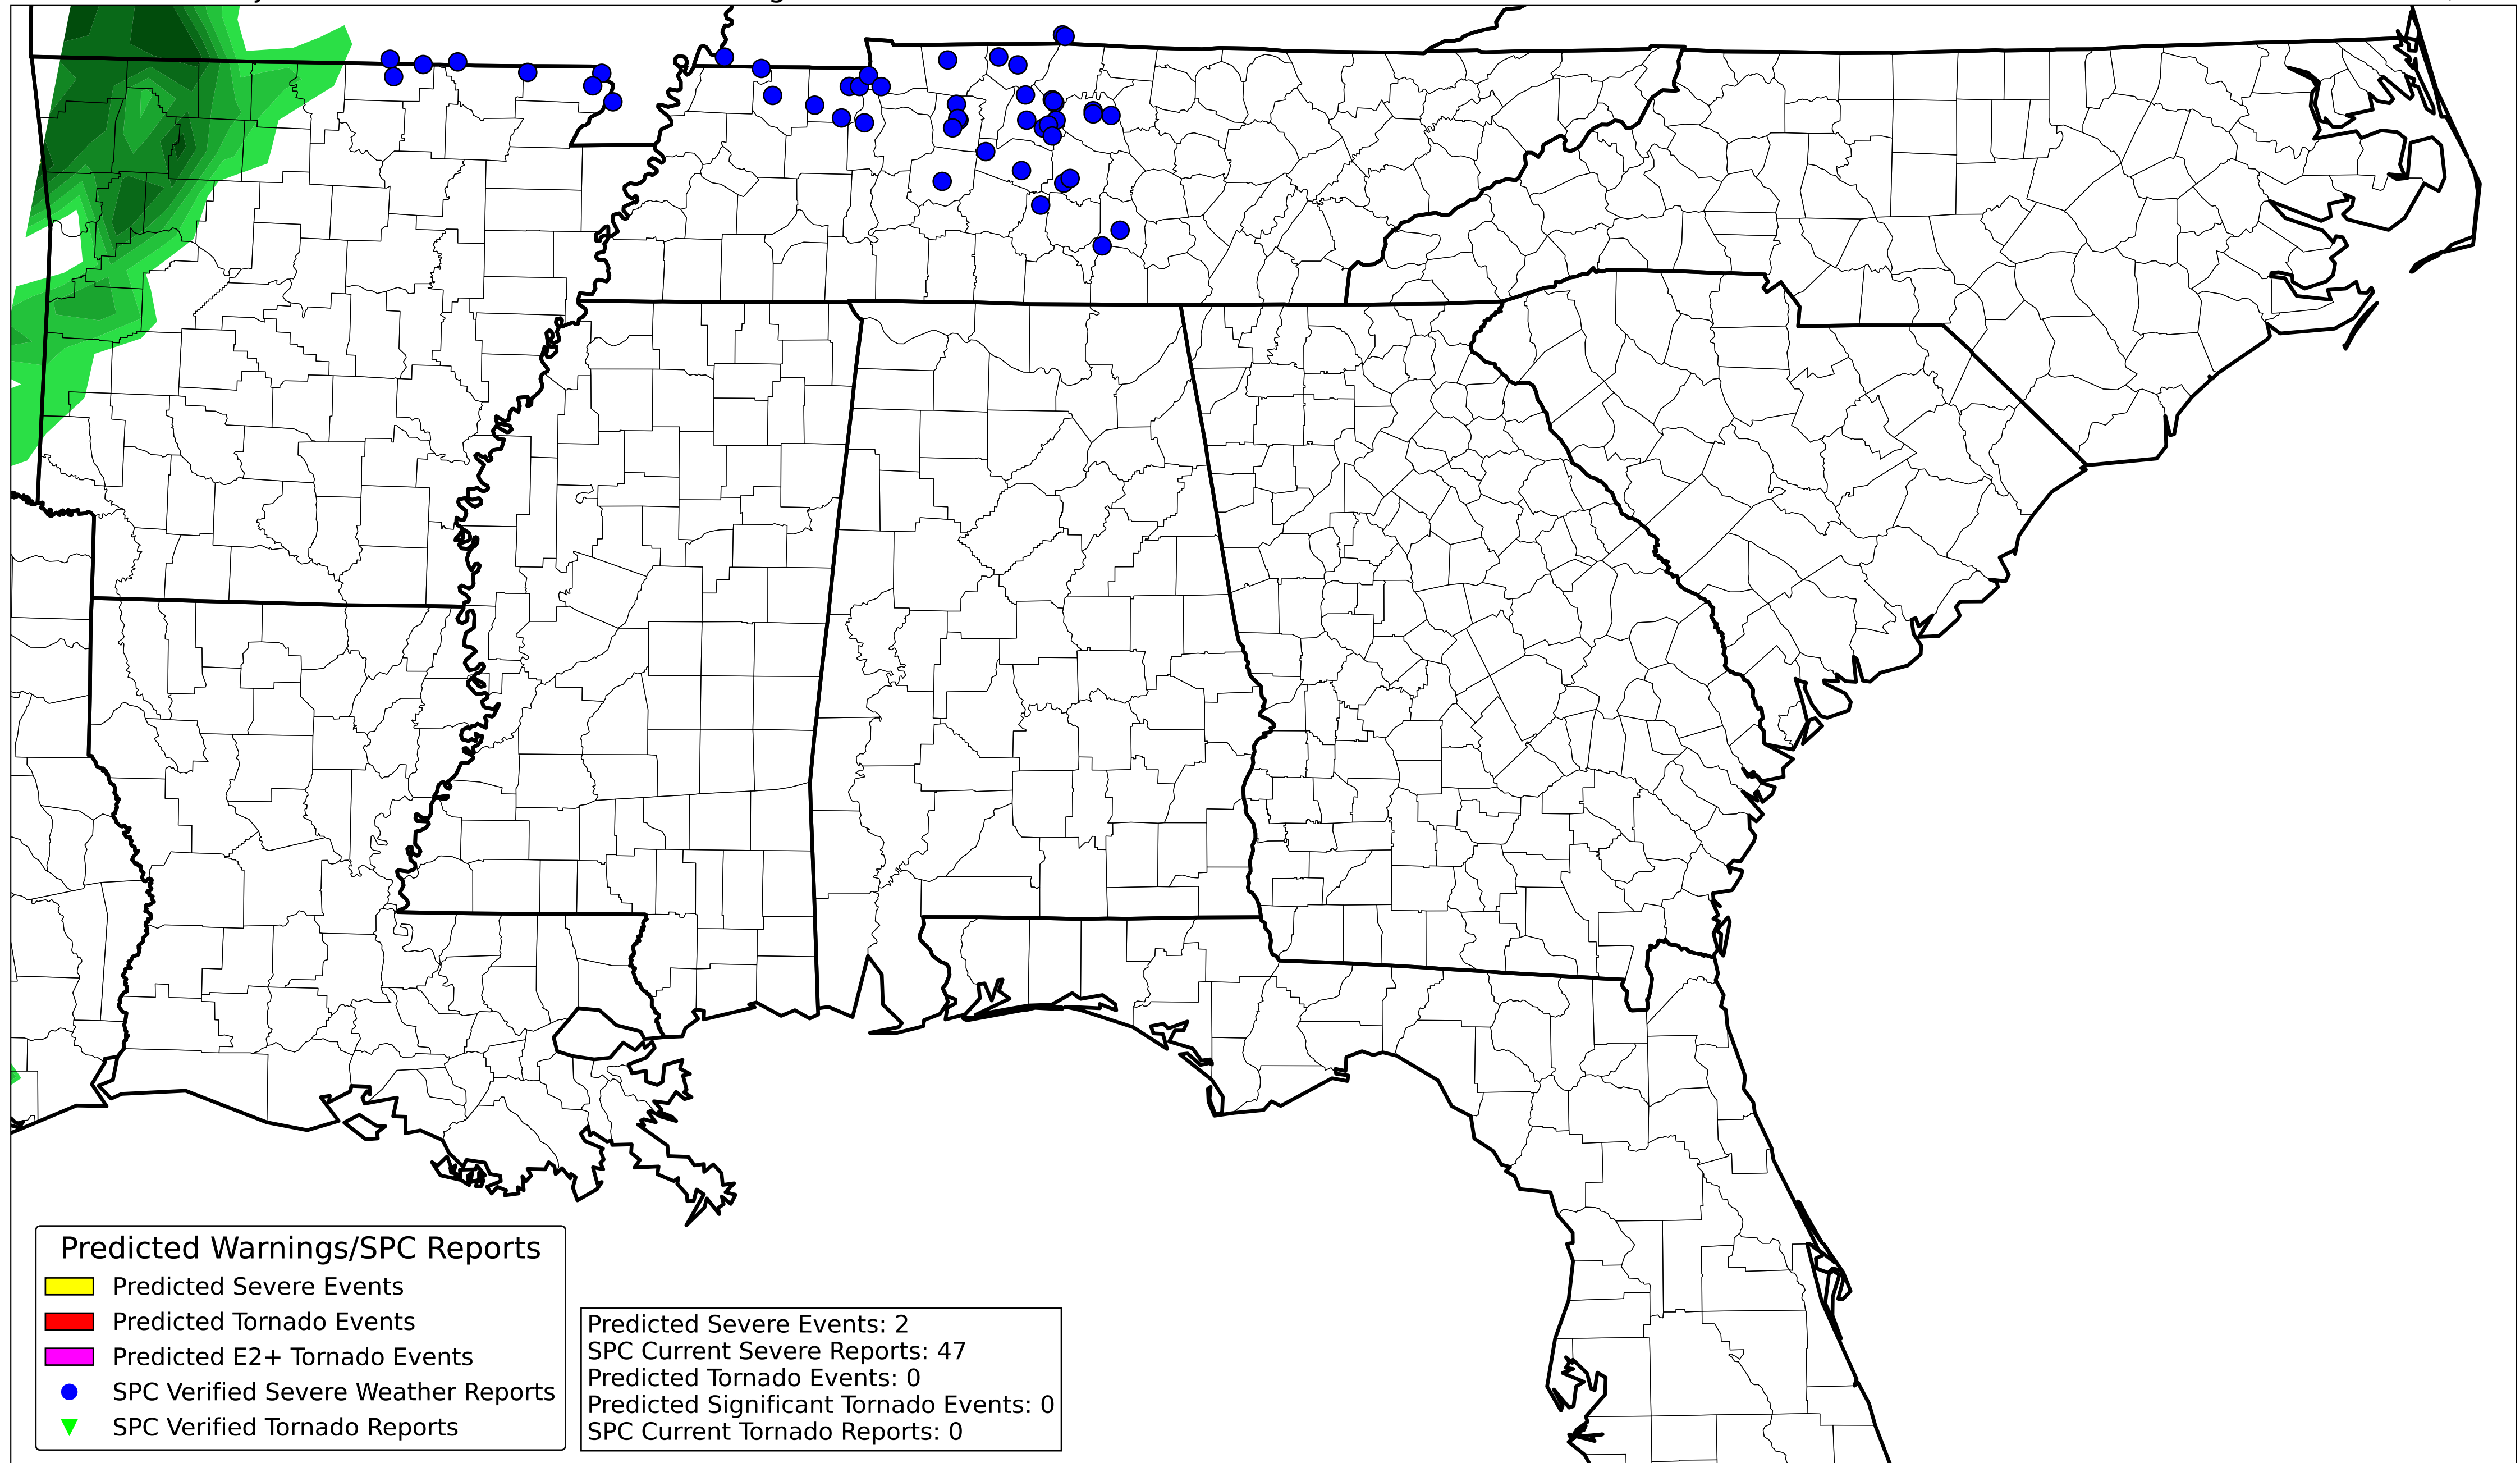 Predicted Warnings/SPC Reports
Predicted Severe Events
Predicted Tornado Events
Predicted E2+ Tornado Events
SPC Verified Severe Weather Reports
SPC Verified Tornado Reports
Predicted Severe Events: 2
SPC Current Severe Reports: 47
Predicted Tornado Events: 0
Predicted Significant Tornado Events: 0
SPC Current Tornado Reports: 0